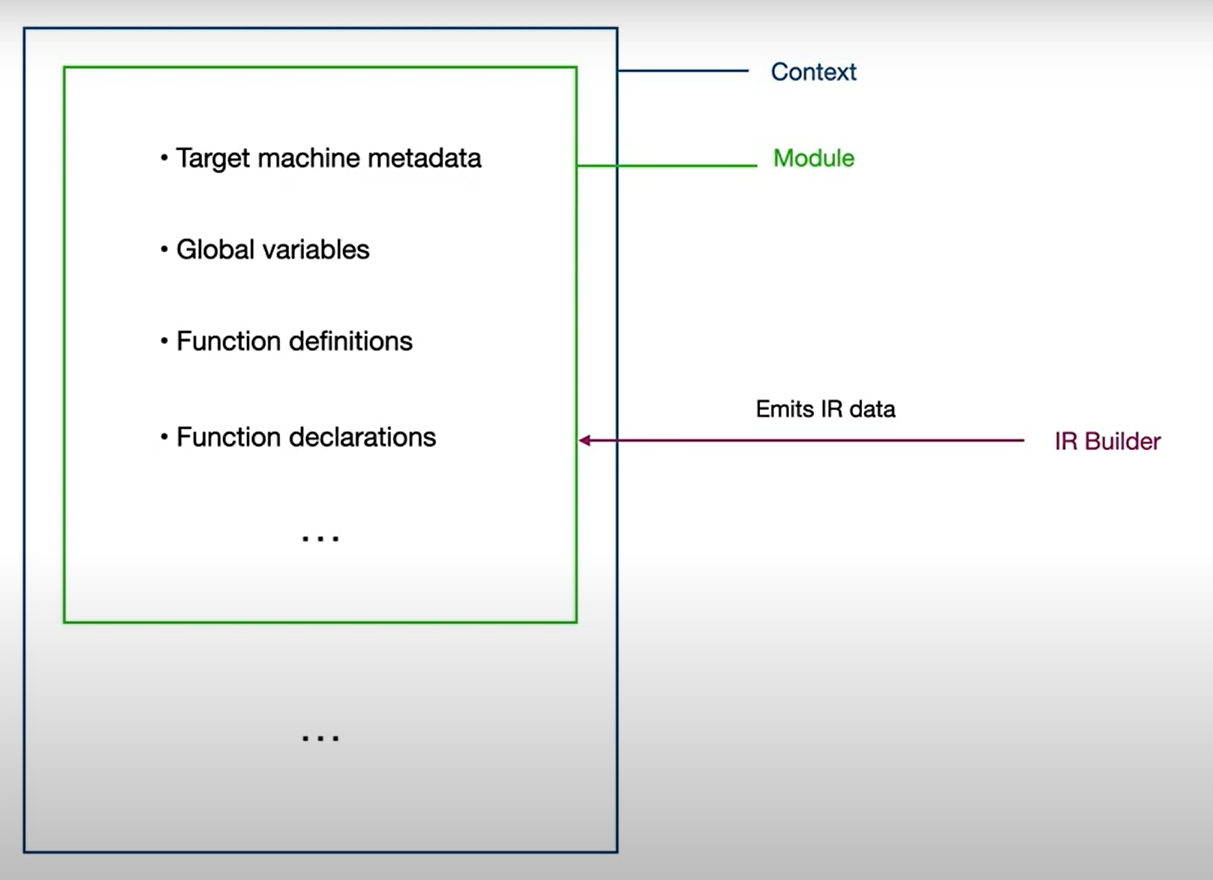 Context
• Target machine metadata
Module
• Global variables
• Function definitions
Emits IR data
• Function declarations
IR Builder
...
...